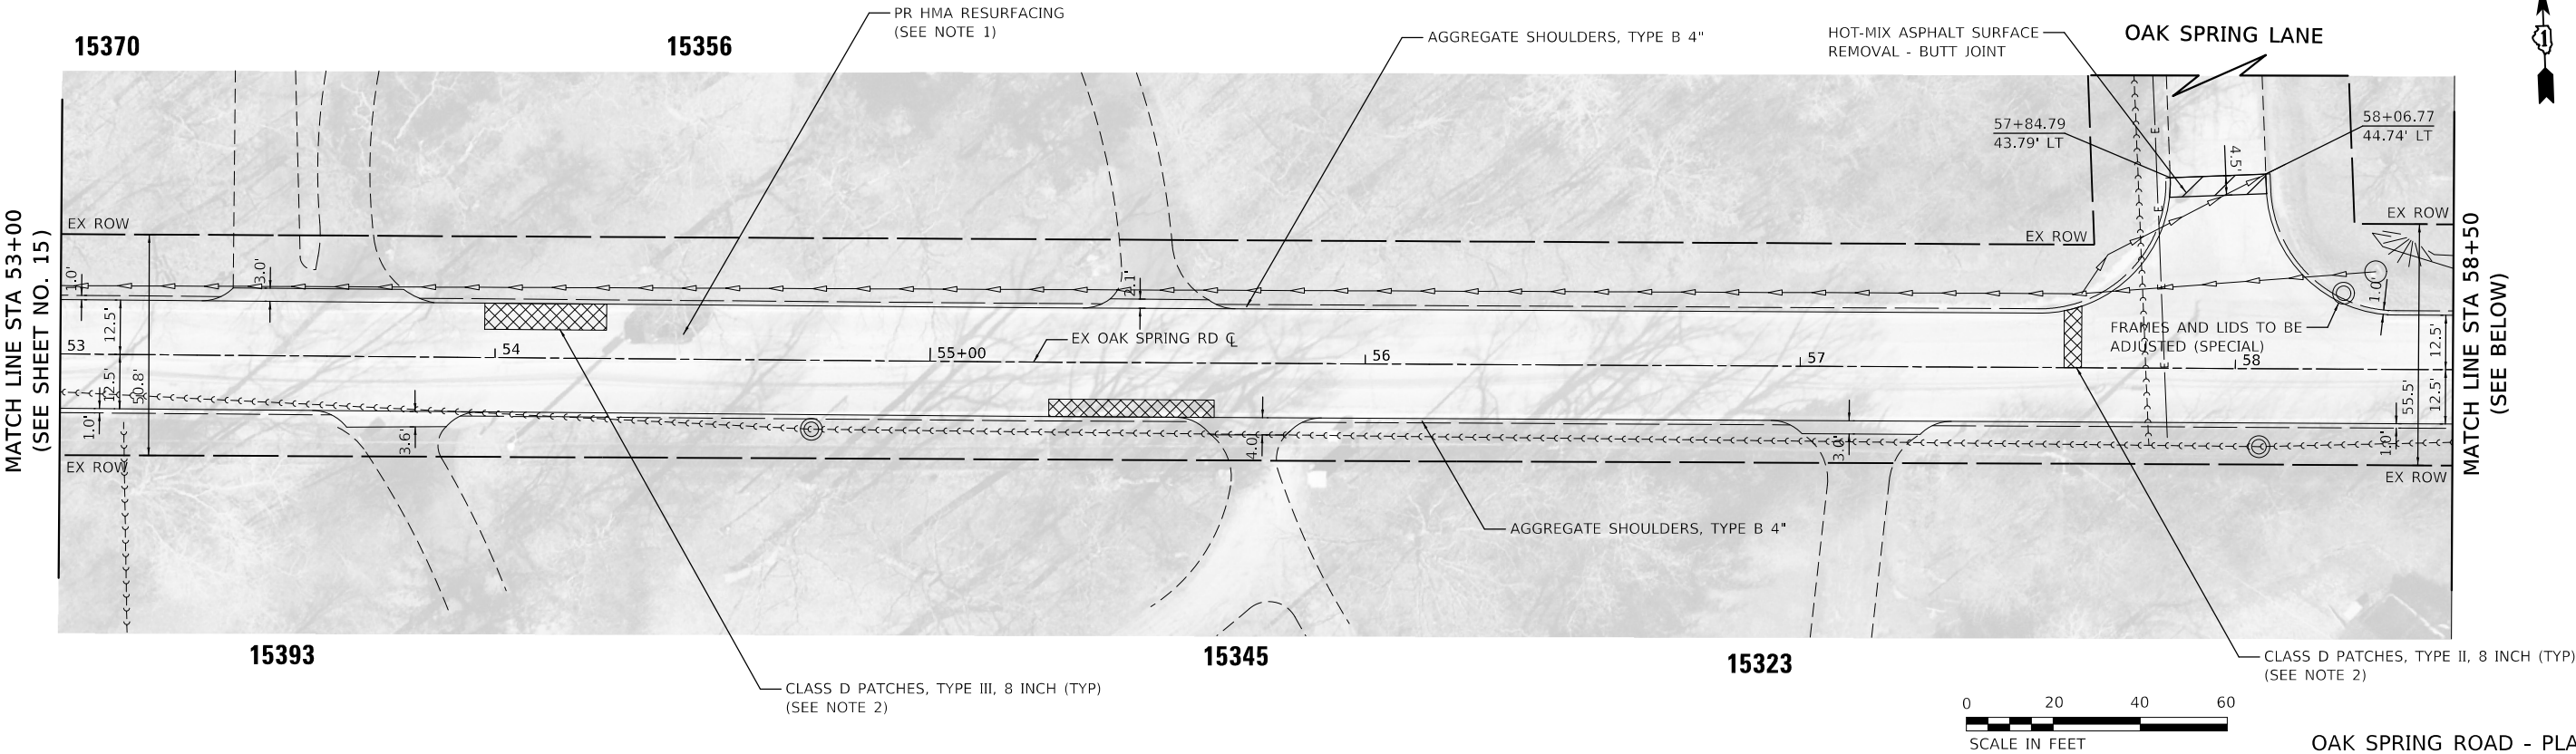 15370
15356
PR HMA RESURFACING
(SEE NOTE 1)
AGGREGATE SHOULDERS, TYPE B 4"
HOT-MIX ASPHALT SURFACE
REMOVAL - BUTT JOINT
OAK SPRING LANE
1
57+84.79
43.79' LT
58+06.77
44.74' LT
4.5'
E
E
E
E
MATCH LINE STA 53+00
(SEE SHEET NO. 15)
EX ROW
EX ROW
EX ROW
1.0'
3.0'
2.1'
1.0'
12.5'
12.5'
50.8'
53
54
55+00
EX OAK SPRING RD CL
56
57
58
FRAMES AND LIDS TO BE
ADJUSTED (SPECIAL)
12.5'
12.5'
55.5'
MATCH LINE STA 58+50
(SEE BELOW)
1.0'
3.6'
4.0'
3.0'
1.0'
EX ROW
EX ROW
AGGREGATE SHOULDERS, TYPE B 4"
15393
15345
15323
CLASS D PATCHES, TYPE III, 8 INCH (TYP)
(SEE NOTE 2)
CLASS D PATCHES, TYPE II, 8 INCH (TYP)
(SEE NOTE 2)
0 20 40 60
SCALE IN FEET
OAK SPRING ROAD - PLA